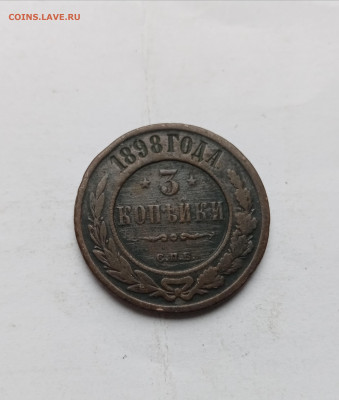 COINS.LAVE.RU
1898 ГОДА
* 3 *
КОПѢЙКИ
С.П.Б.